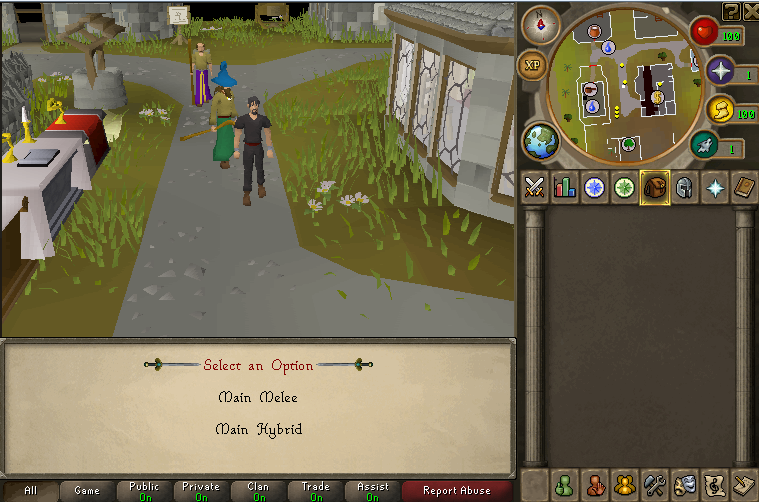 ?
X
100
XP
1
100
1
Select an Option
Main Melee
Main Hybrid
All
Game
Public
On
Private
On
Clan
On
Trade
On
Assist
On
Report Abuse